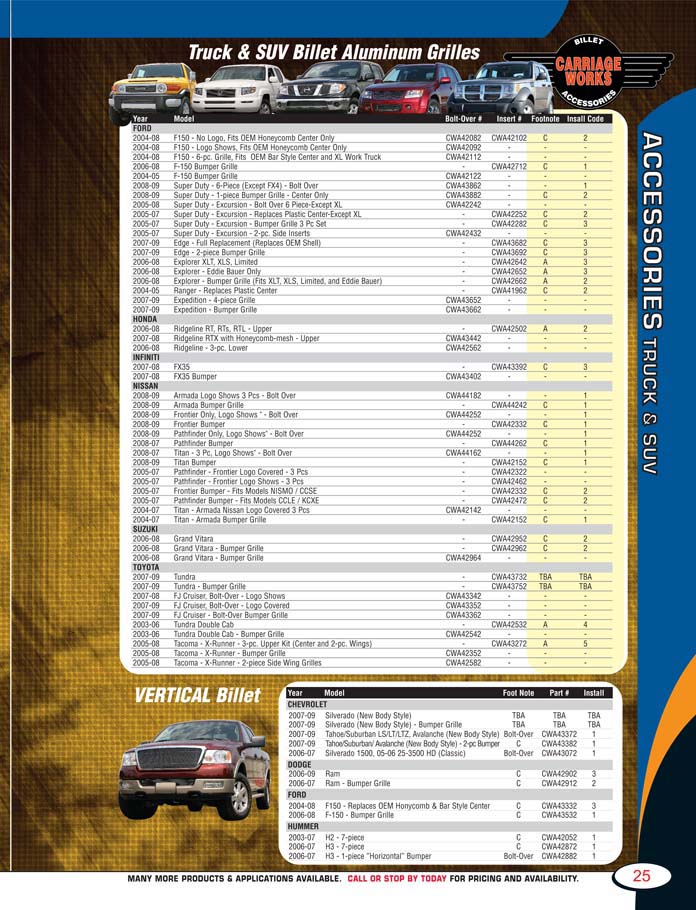 Truck & SUV Billet Aluminum Grilles
BILLET
CARRIAGE
WORKS
ACCESSORIES
Year Model Bolt-Over # Insert # Footnote Insall Code
FORD
2004-08 F150 - No Logo, Fits OEM Honeycomb Center Only CWA42082 CWA42102 C 2
2004-08 F150 - Logo Shows, Fits OEM Honeycomb Center Only CWA42092 - - -
2004-08 F150 - 6-pc. Grille, Fits OEM Bar Style Center and XL Work Truck CWA42112 - - -
2006-08 F-150 Bumper Grille - CWA42712 C 1
2004-05 F-150 Bumper Grille CWA42122 - - -
2008-09 Super Duty - 6-Piece (Except FX4) - Bolt Over CWA43862 - - 1
2008-09 Super Duty - 1-piece Bumper Grille - Center Only CWA43882 - C 2
2005-08 Super Duty - Excursion - Bolt Over 6 Piece-Except XL CWA42242 - - -
2005-07 Super Duty - Excursion - Replaces Plastic Center-Except XL - CWA42252 C 2
2005-07 Super Duty - Excursion - Bumper Grille 3 Pc Set - CWA42282 C 3
2005-07 Super Duty - Excursion - 2-pc. Side Inserts CWA42432 - - -
2007-09 Edge - Full Replacement (Replaces OEM Shell) - CWA43682 C 3
2007-09 Edge - 2-piece Bumper Grille - CWA43692 C 3
2006-08 Explorer XLT, XLS, Limited - CWA42642 A 3
2006-08 Explorer - Eddie Bauer Only - CWA42652 A 3
2006-08 Explorer - Bumper Grille (Fits XLT, XLS, Limited, and Eddie Bauer) - CWA42662 A 2
2004-05 Ranger - Replaces Plastic Center - CWA41962 C 2
2007-09 Expedition - 4-piece Grille CWA43652 - - -
2007-09 Expedition - Bumper Grille CWA43662 - - -
HONDA
2006-08 Ridgeline RT, RTs, RTL - Upper - CWA42502 A 2
2007-08 Ridgeline RTX with Honeycomb-mesh - Upper CWA43442 - - -
2006-08 Ridgeline - 3-pc. Lower CWA42562 - - -
INFINITI
2007-08 FX35 - CWA43392 C 3
2007-08 FX35 Bumper CWA43402 - - -
NISSAN
2008-09 Armada Logo Shows 3 Pcs - Bolt Over CWA44182 - - 1
2008-09 Armada Bumper Grille - CWA44242 C 1
2008-09 Frontier Only, Logo Shows " - Bolt Over CWA44252 - - 1
2008-09 Frontier Bumper - CWA42332 C 1
2008-09 Pathfinder Only, Logo Shows" - Bolt Over CWA44252 - - 1
2008-07 Pathfinder Bumper - CWA44262 C 1
2008-07 Titan - 3 Pc, Logo Shows" - Bolt Over CWA44162 - - 1
2008-09 Titan Bumper - CWA42152 C 1
2005-07 Pathfinder - Frontier Logo Covered - 3 Pcs - CWA42322 - -
2005-07 Pathfinder - Frontier Logo Shows - 3 Pcs - CWA42462 - -
2005-07 Frontier Bumper - Fits Models NISMO / CCSE - CWA42332 C 2
2005-07 Pathfinder Bumper - Fits Models CCLE / KCXE - CWA42472 C 2
2004-07 Titan - Armada Nissan Logo Covered 3 Pcs CWA42142 - - -
2004-07 Titan - Armada Bumper Grille - CWA42152 C 1
SUZUKI
2006-08 Grand Vitara - CWA42952 C 2
2006-08 Grand Vitara - Bumper Grille - CWA42962 C 2
2006-08 Grand Vitara - Bumper Grille CWA42964 - - -
TOYOTA
2007-09 Tundra - CWA43732 TBA TBA
2007-09 Tundra - Bumper Grille - CWA43752 TBA TBA
2007-08 FJ Cruiser, Bolt-Over - Logo Shows CWA43342 - - -
2007-09 FJ Cruiser, Bolt-Over - Logo Covered CWA43352 - - -
2007-09 FJ Cruiser - Bolt-Over Bumper Grille CWA43362 - - -
2003-06 Tundra Double Cab - CWA42532 A 4
2003-06 Tundra Double Cab - Bumper Grille CWA42542 - - -
2005-08 Tacoma - X-Runner - 3-pc. Upper Kit (Center and 2-pc. Wings) - CWA43272 A 5
2005-08 Tacoma - X-Runner - Bumper Grille CWA42352 - - -
2005-08 Tacoma - X-Runner - 2-piece Side Wing Grilles CWA42582 - - -
ACCESSORIES TRUCK & SUV
VERTICAL Billet
Year Model Foot Note Part # Install
CHEVROLET
2007-09 Silverado (New Body Style) TBA TBA TBA
2007-09 Silverado (New Body Style) - Bumper Grille TBA TBA TBA
2007-09 Tahoe/Suburban LS/LT/LTZ, Avalanche (New Body Style) Bolt-Over CWA43372 1
2007-09 Tahoe/Suburban/ Avalanche (New Body Style) - 2-pc Bumper C CWA43382 1
2006-07 Silverado 1500, 05-06 25-3500 HD (Classic) Bolt-Over CWA43072 1
DODGE
2006-09 Ram C CWA42902 3
2006-07 Ram - Bumper Grille C CWA42912 2
FORD
2004-08 F150 - Replaces OEM Honycomb & Bar Style Center C CWA43332 3
2006-08 F-150 - Bumper Grille C CWA43532 1
HUMMER
2003-07 H2 - 7-piece C CWA42052 1
2006-07 H3 - 7-piece C CWA42872 1
2006-07 H3 - 1-piece "Horizontal" Bumper Bolt-Over CWA42882 1
MANY MORE PRODUCTS & APPLICATIONS AVAILABLE. CALL OR STOP BY TODAY FOR PRICING AND AVAILABILITY.
25